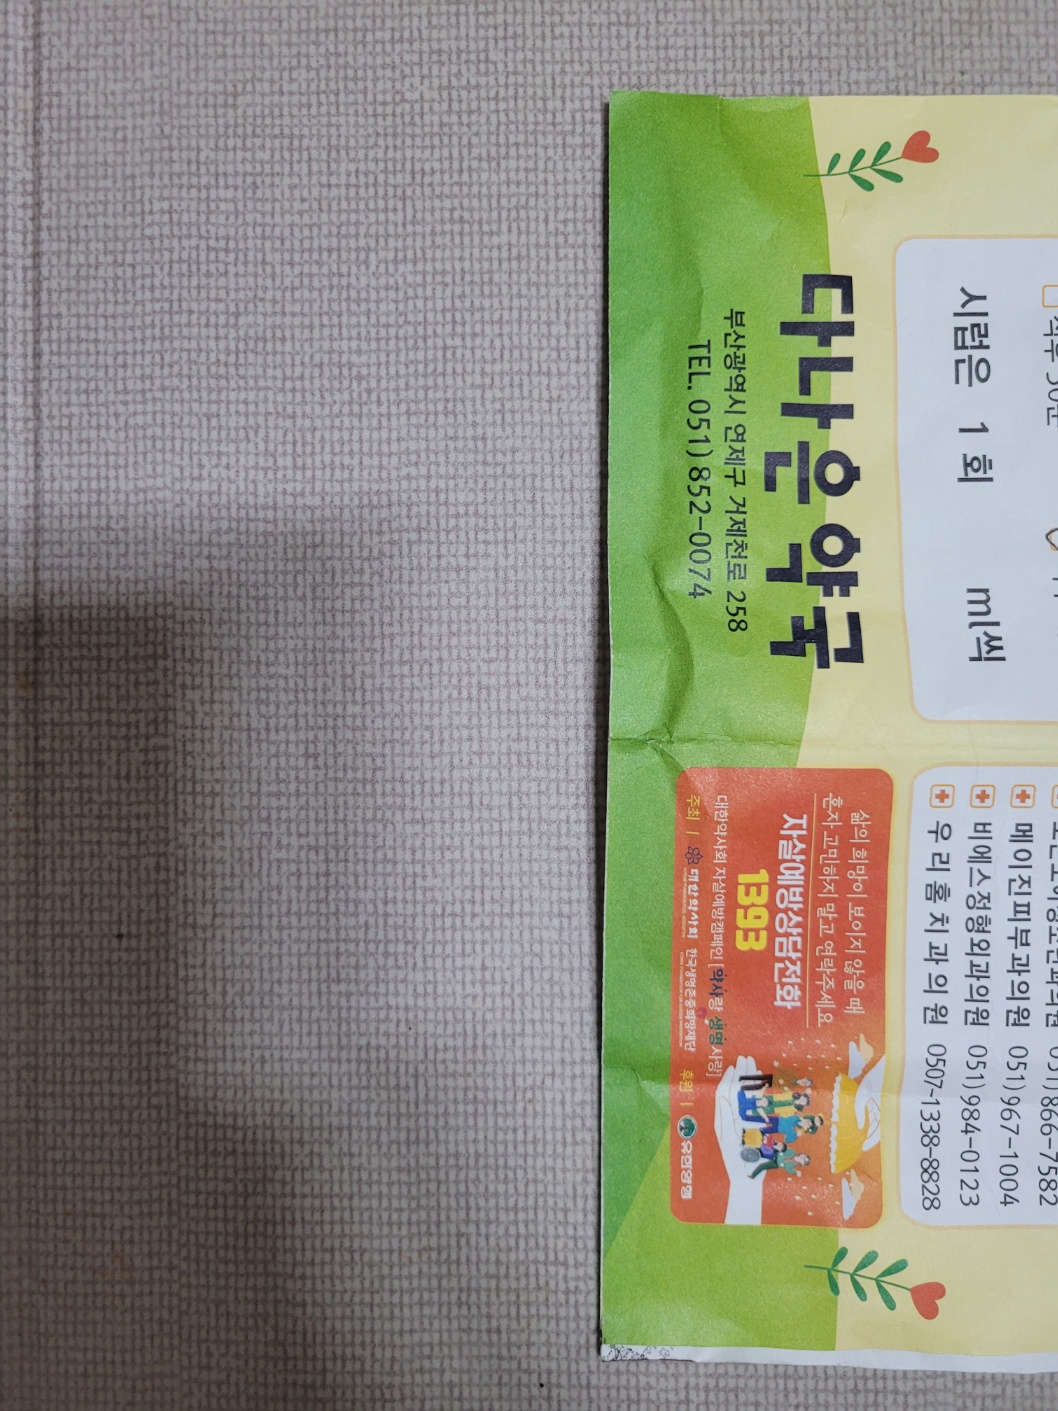 시럽은 1 회 ml씩
다나은 약국
부산광역시 연제구 거제천로 258
TEL. 051) 852-0074
051) 866-7582
메이진피부과의원 051) 967-1004
비에스정형외과의원 051) 984-0123
우리홈치과의원 0507-1338-8828
삶의 희망이 보이지 않을 때
혼자 고민하지 말고 연락주세요
자살예방상담전화
1393
대한약사회 자살예방캠페인 [약사랑 생명사랑]
주최 | 대한약사회 한국생명존중희망재단 후원 | 유한양행